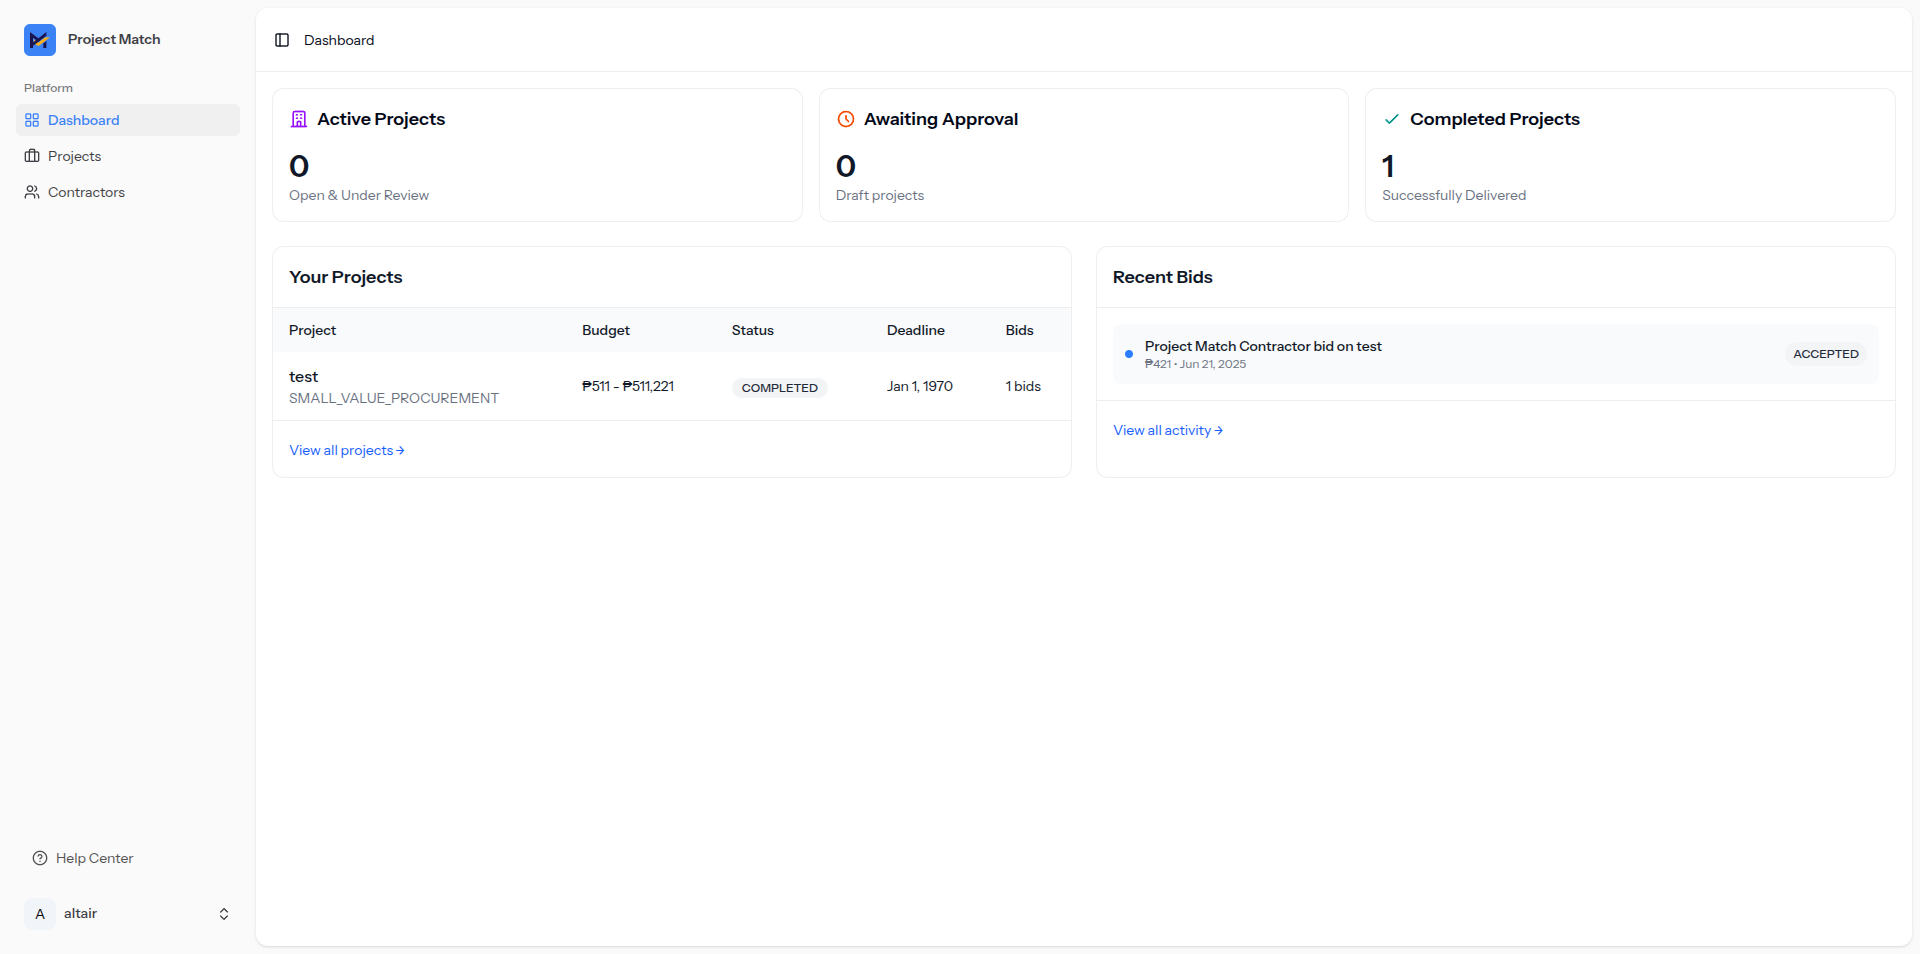 Project Match
Platform
Dashboard
Projects
Contractors
Help Center
A altair
Dashboard
Active Projects
0
Open & Under Review
Awaiting Approval
0
Draft projects
Completed Projects
1
Successfully Delivered
Your Projects
Project Budget Status Deadline Bids
test
SMALL_VALUE_PROCUREMENT
₱511 - ₱511,221 COMPLETED Jan 1, 1970 1 bids
View all projects →
Recent Bids
Project Match Contractor bid on test
₱421 • Jun 21, 2025
ACCEPTED
View all activity →